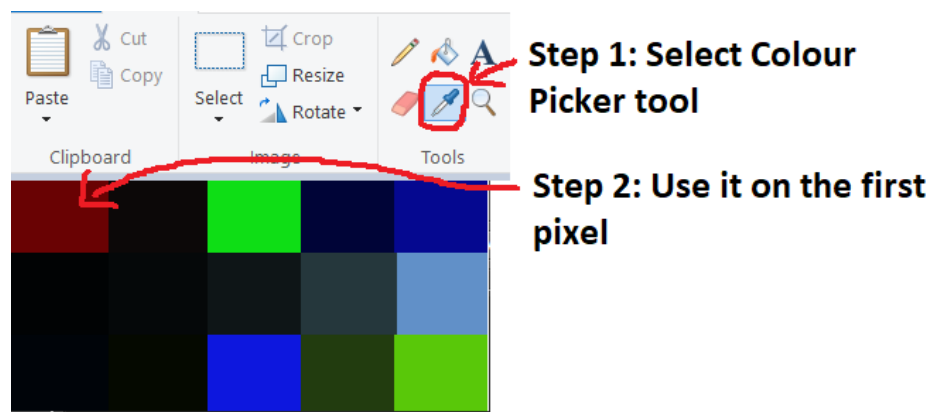 Cut
Copy
Paste
Clipboard
Crop
Resize
Select
Rotate
Image
A
Tools
Step 1: Select Colour
Picker tool
Step 2: Use it on the first
pixel